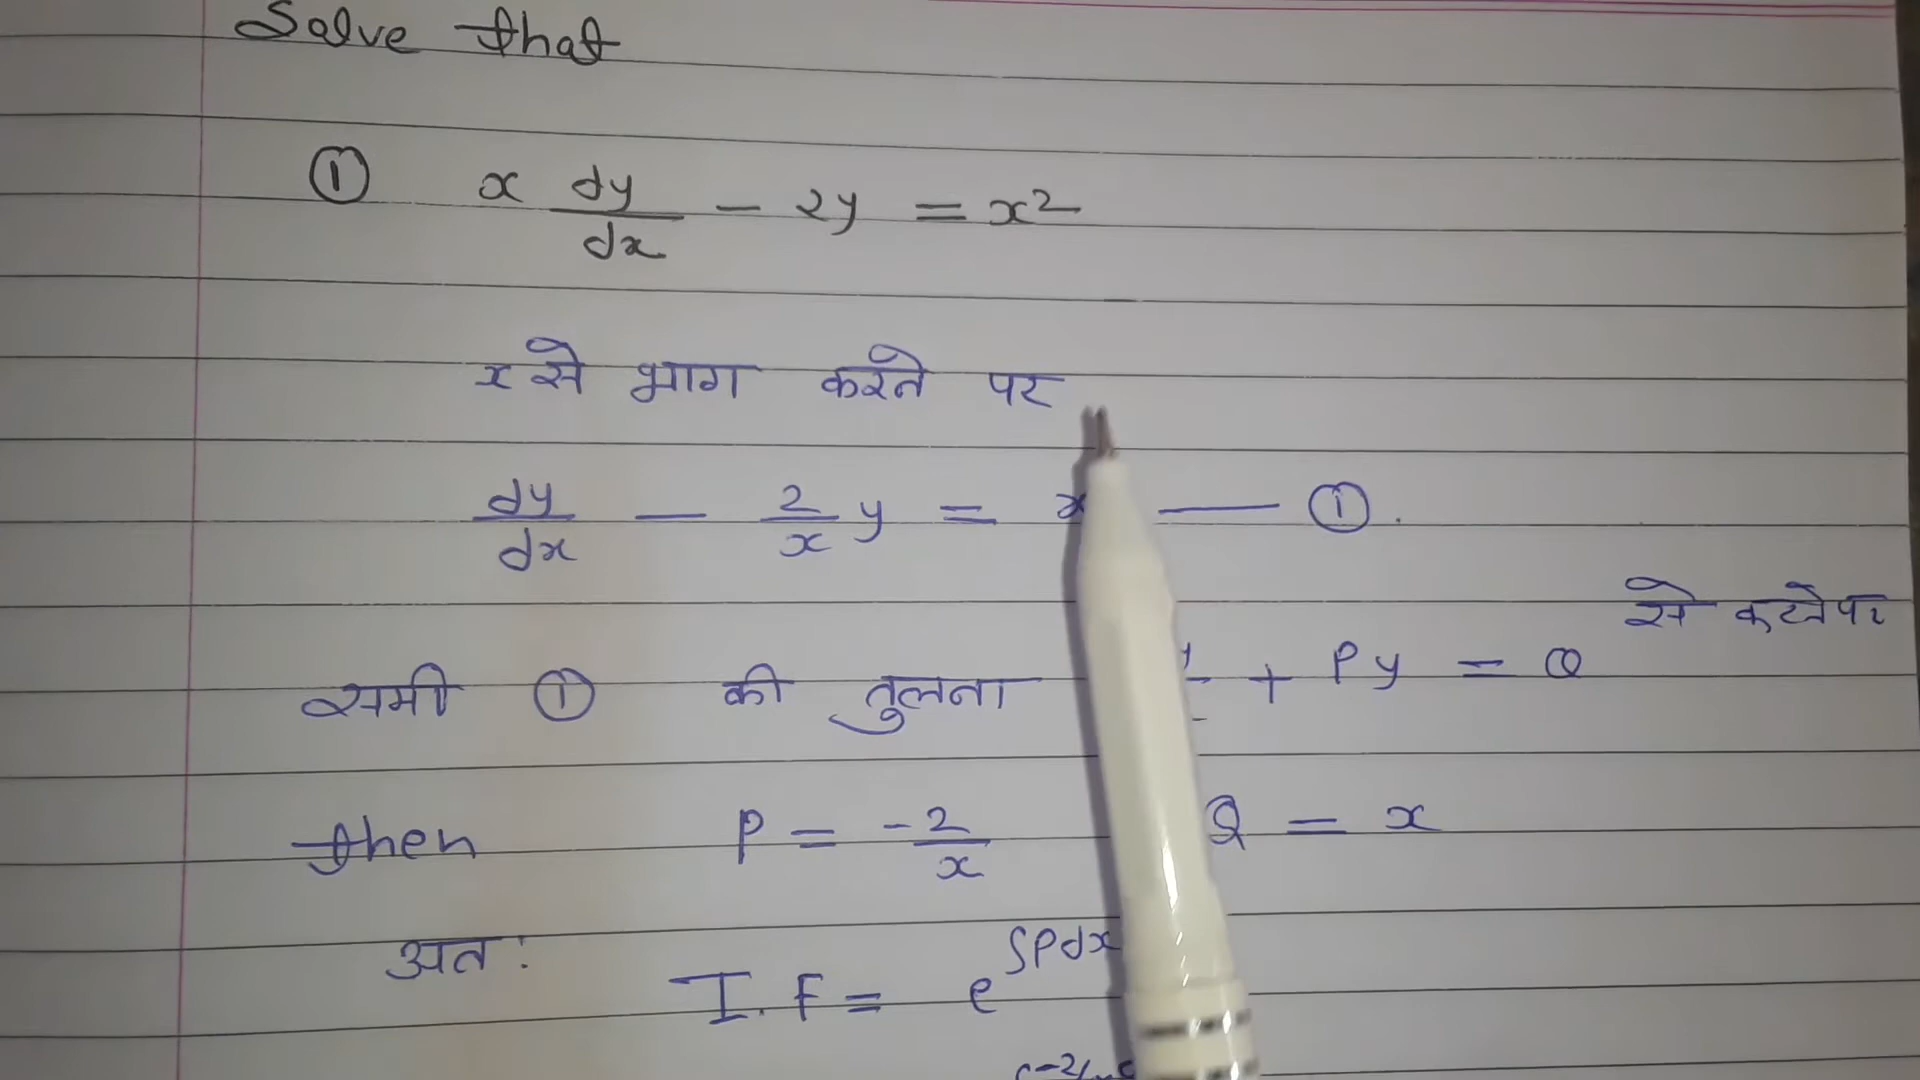 Solve that
① x dy/dx - 2y = x²
x से भाग करने पर
dy/dx - 2/x y = x — ①.
से करने पर
समी ① की तुलना + Py = Q
then P = -2/x Q = x
अत:
I.F = e^∫Pdx